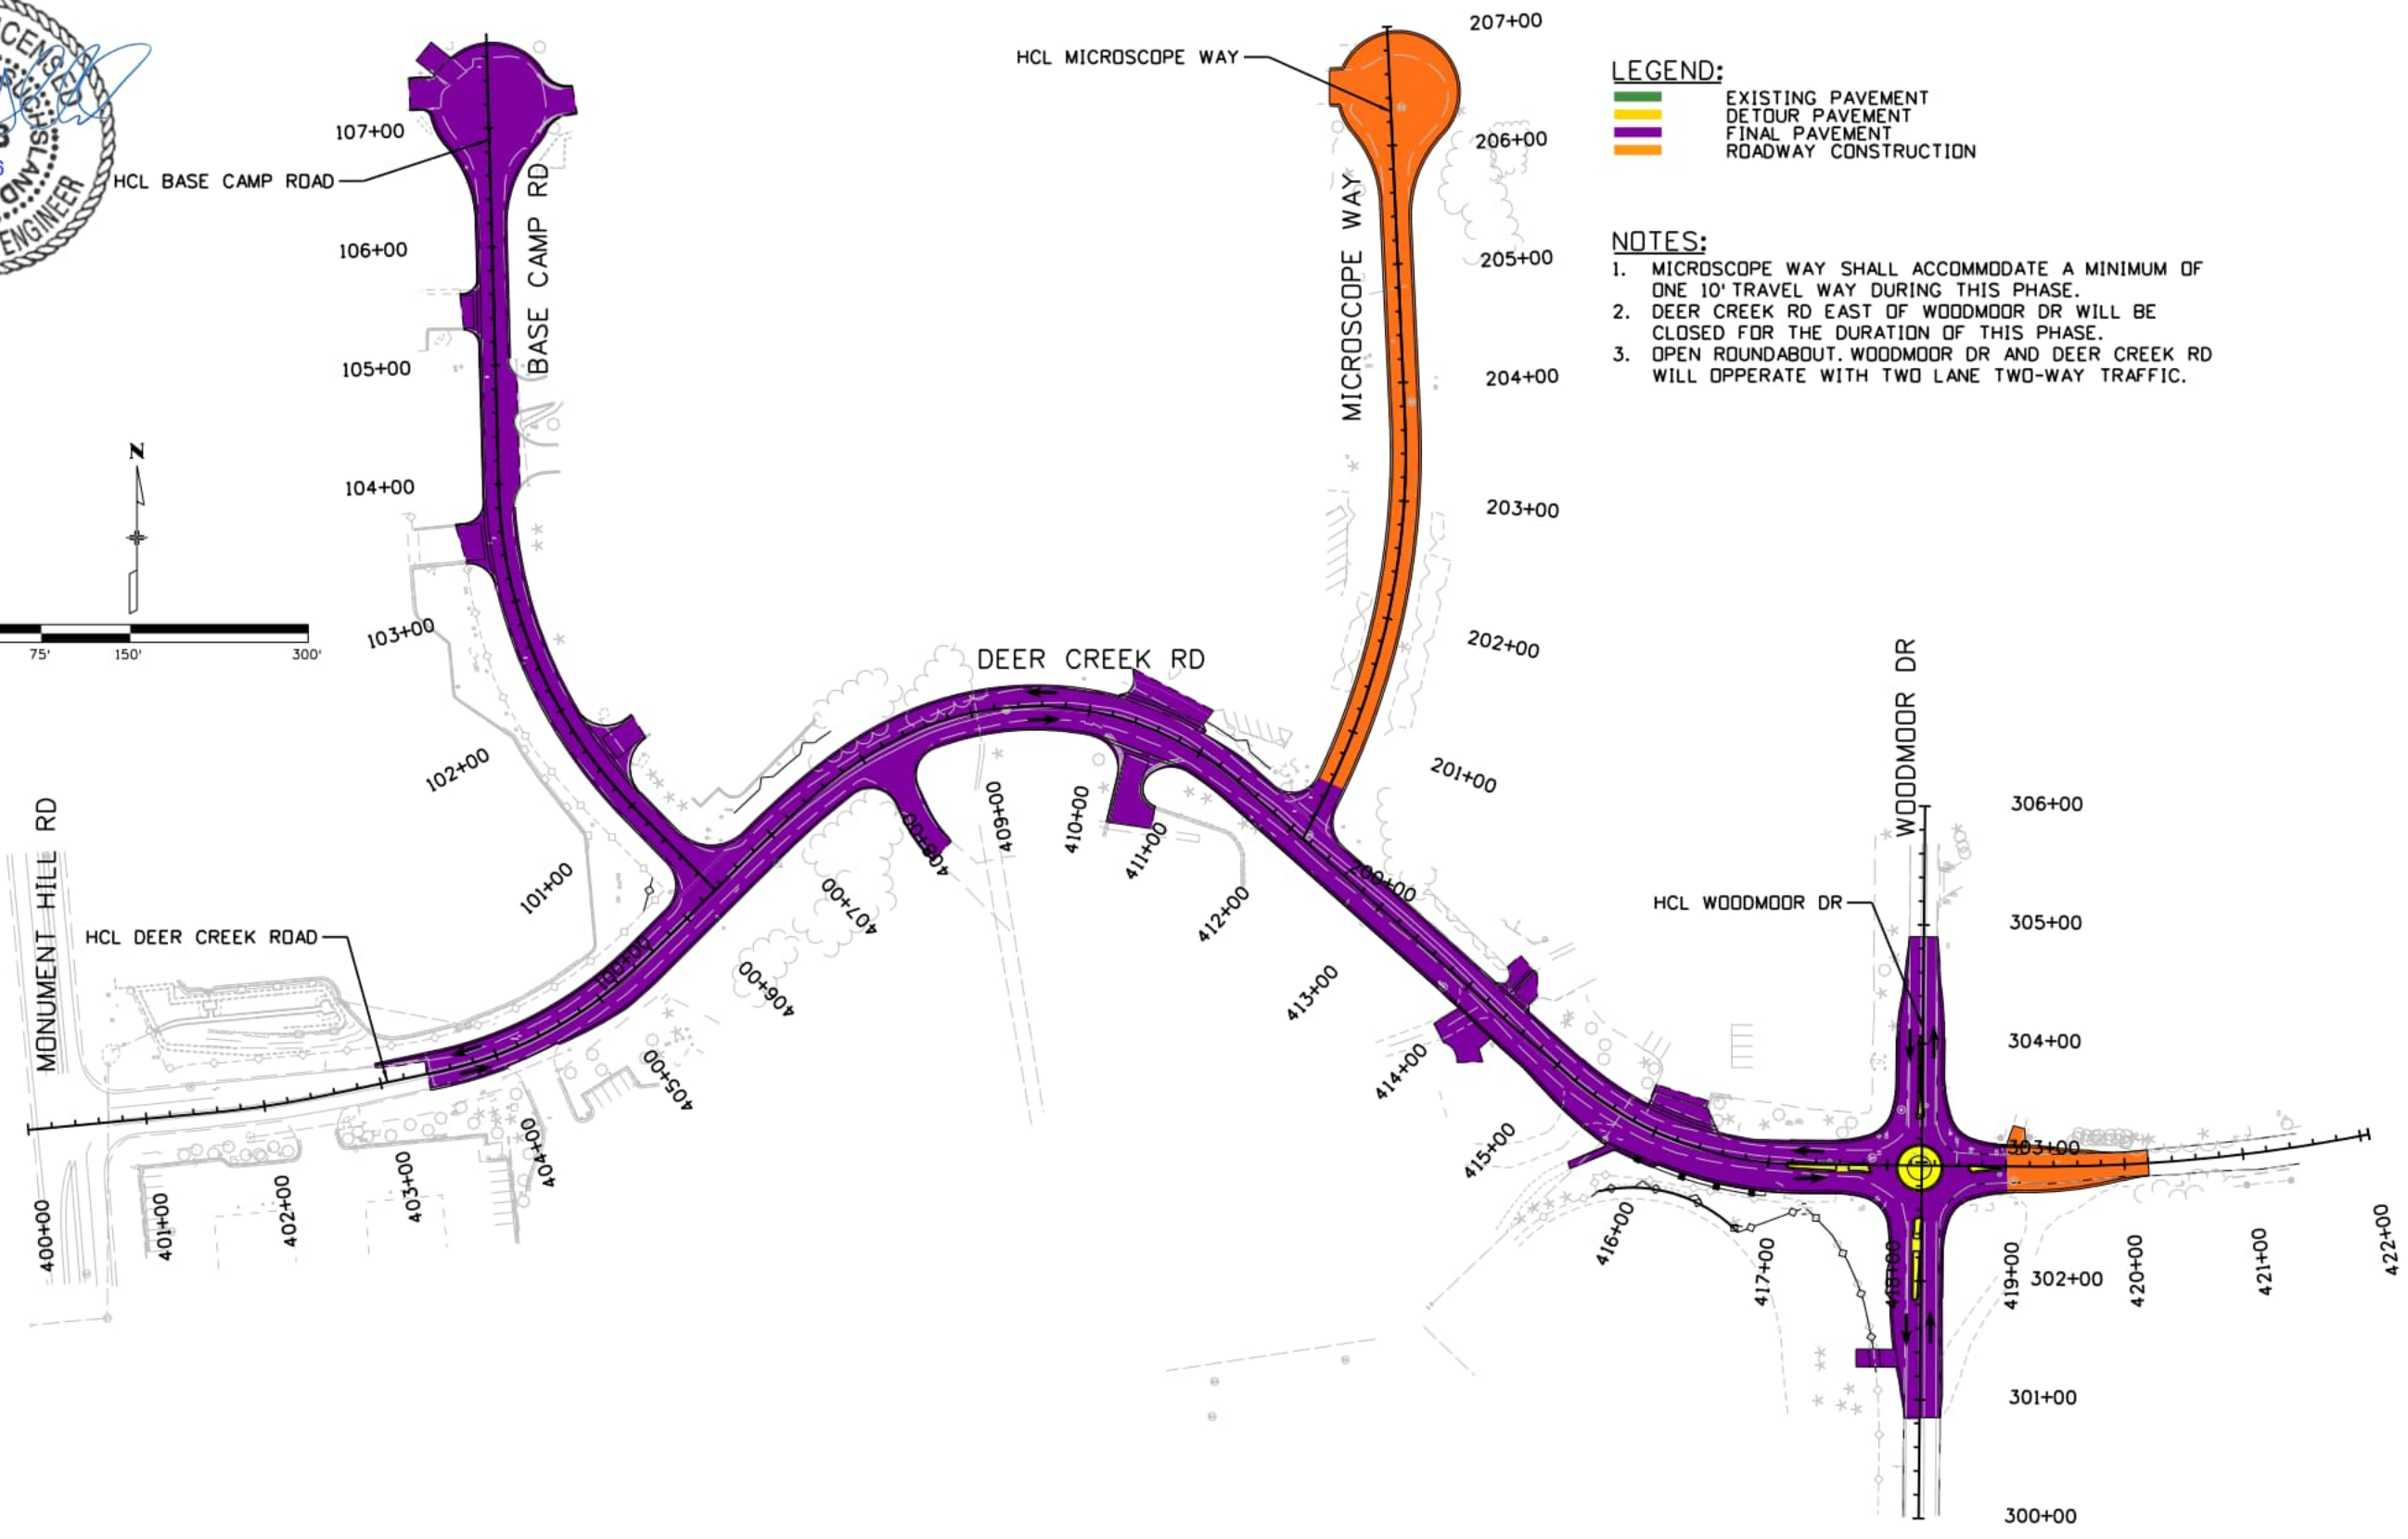 207+00
HCL MICROSCOPE WAY
LEGEND:
EXISTING PAVEMENT
DETOUR PAVEMENT
FINAL PAVEMENT
ROADWAY CONSTRUCTION
107+00
206+00
HCL BASE CAMP ROAD
ENGINEER
BASE CAMP RD
MICROSCOPE WAY
NOTES:
1. MICROSCOPE WAY SHALL ACCOMMODATE A MINIMUM OF
ONE 10' TRAVEL WAY DURING THIS PHASE.
2. DEER CREEK RD EAST OF WOODMOOR DR WILL BE
CLOSED FOR THE DURATION OF THIS PHASE.
3. OPEN ROUNDABOUT. WOODMOOR DR AND DEER CREEK RD
WILL OPPERATE WITH TWO LANE TWO-WAY TRAFFIC.
106+00
205+00
105+00
204+00
N
104+00
203+00
75' 150' 300'
103+00
202+00
DEER CREEK RD
WOODMOOR DR
102+00
201+00
306+00
MONUMENT HILL RD
408+00
409+00
410+00
411+00
101+00
407+00
412+00
200+00
HCL WOODMOOR DR
305+00
HCL DEER CREEK ROAD
100+00
406+00
413+00
304+00
405+00
414+00
404+00
415+00
303+00
400+00
401+00
402+00
403+00
416+00
417+00
418+00
419+00
302+00
420+00
421+00
422+00
301+00
300+00